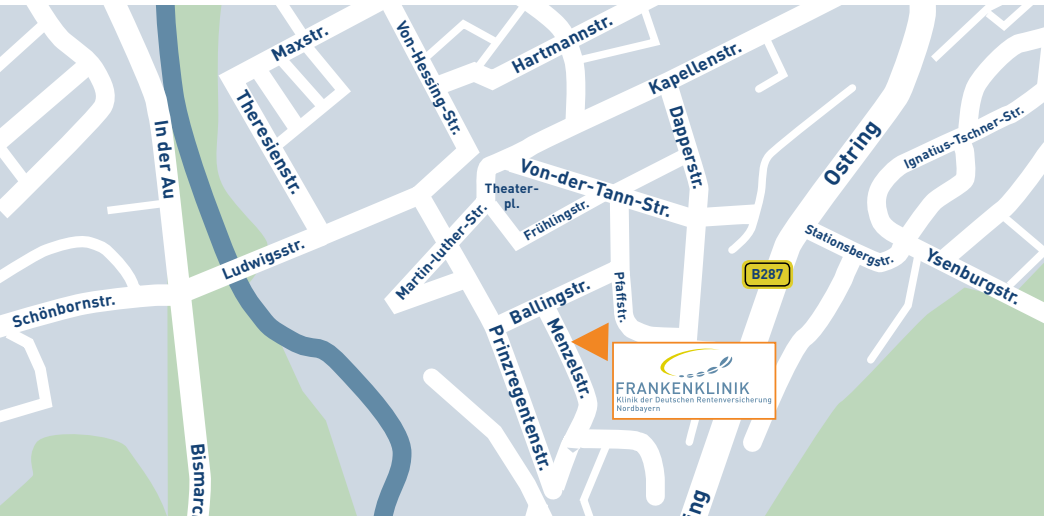 Maxstr.
Von-Hessing-Str.
Hartmannstr.
Kapellenstr.
Theresienstr.
In der Au
Dapperstr.
Ostring
Ignatius-Tschner-Str.
Von-der-Tann-Str.
Theater-
pl.
Frühlingstr.
Martin-luther-Str.
Ludwigsstr.
Stationsbergstr.
Ysenburgstr.
B287
Schönbornstr.
Ballingstr.
Pfaffstr.
Menzelstr.
Prinzregentenstr.
FRANKENKLINIK
Klinik der Deutschen Rentenversicherung
Nordbayern
Bismarc
ng